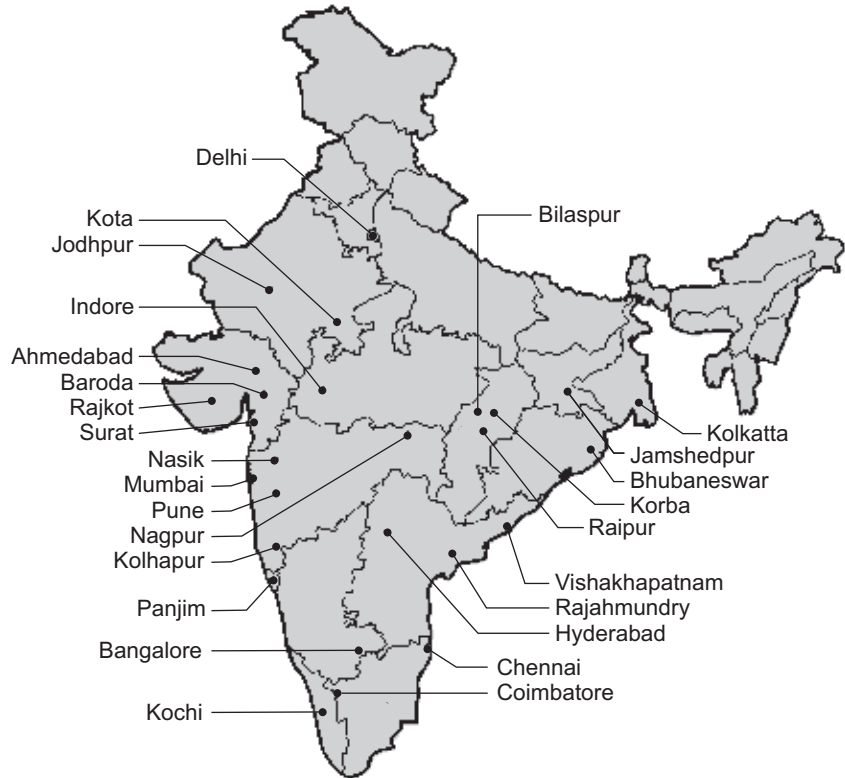 Delhi
Kota
Jodhpur
Indore
Ahmedabad
Baroda
Rajkot
Surat
Nasik
Mumbai
Pune
Nagpur
Kolhapur
Panjim
Bangalore
Kochi
Bilaspur
Kolkatta
Jamshedpur
Bhubaneswar
Korba
Raipur
Vishakhapatnam
Rajahmundry
Hyderabad
Chennai
Coimbatore